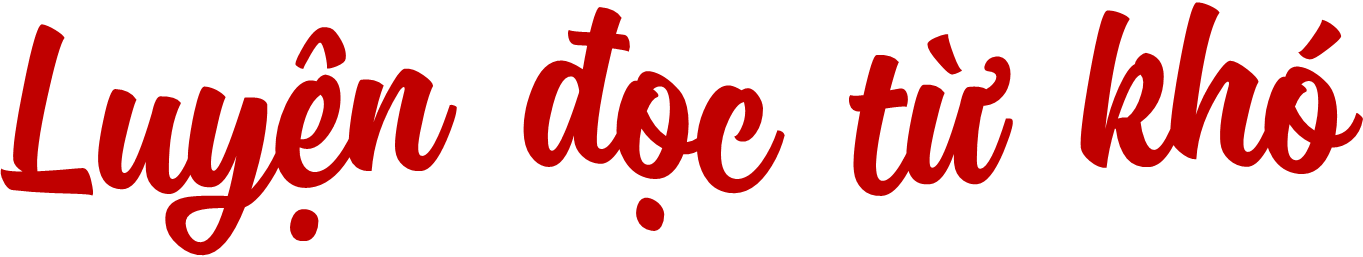 Luyện đọc từ khó